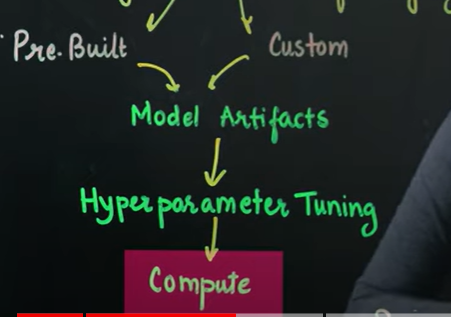 Pre-Built Custom
Model Artifacts
Hyperparameter Tuning
Compute